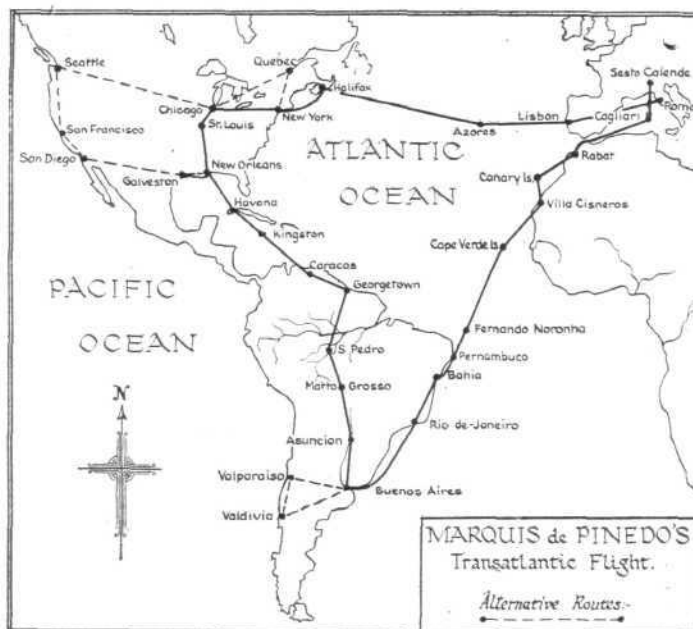 Seattle
Quebec
Halifax
Chicago
New York
St. Louis
San Francisco
San Diego
New Orleans
Galveston
Havana
Kingston
Caracas
Georgetown
ATLANTIC
OCEAN
Azores
Lisbon
Cagliari
Sesto Calende
Rome
Rabat
Canary Is.
Villa Cisneros
Cape Verde Is.
PACIFIC
OCEAN
Fernando Noronha
S. Pedro
Pernambuco
Bahia
Matto Grosso
Rio-de-Janeiro
Asuncion
N
Valparaiso
Buenos Aires
Valdivia
MARQUIS de PINEDO'S
Transatlantic Flight.
Alternative Routes:-